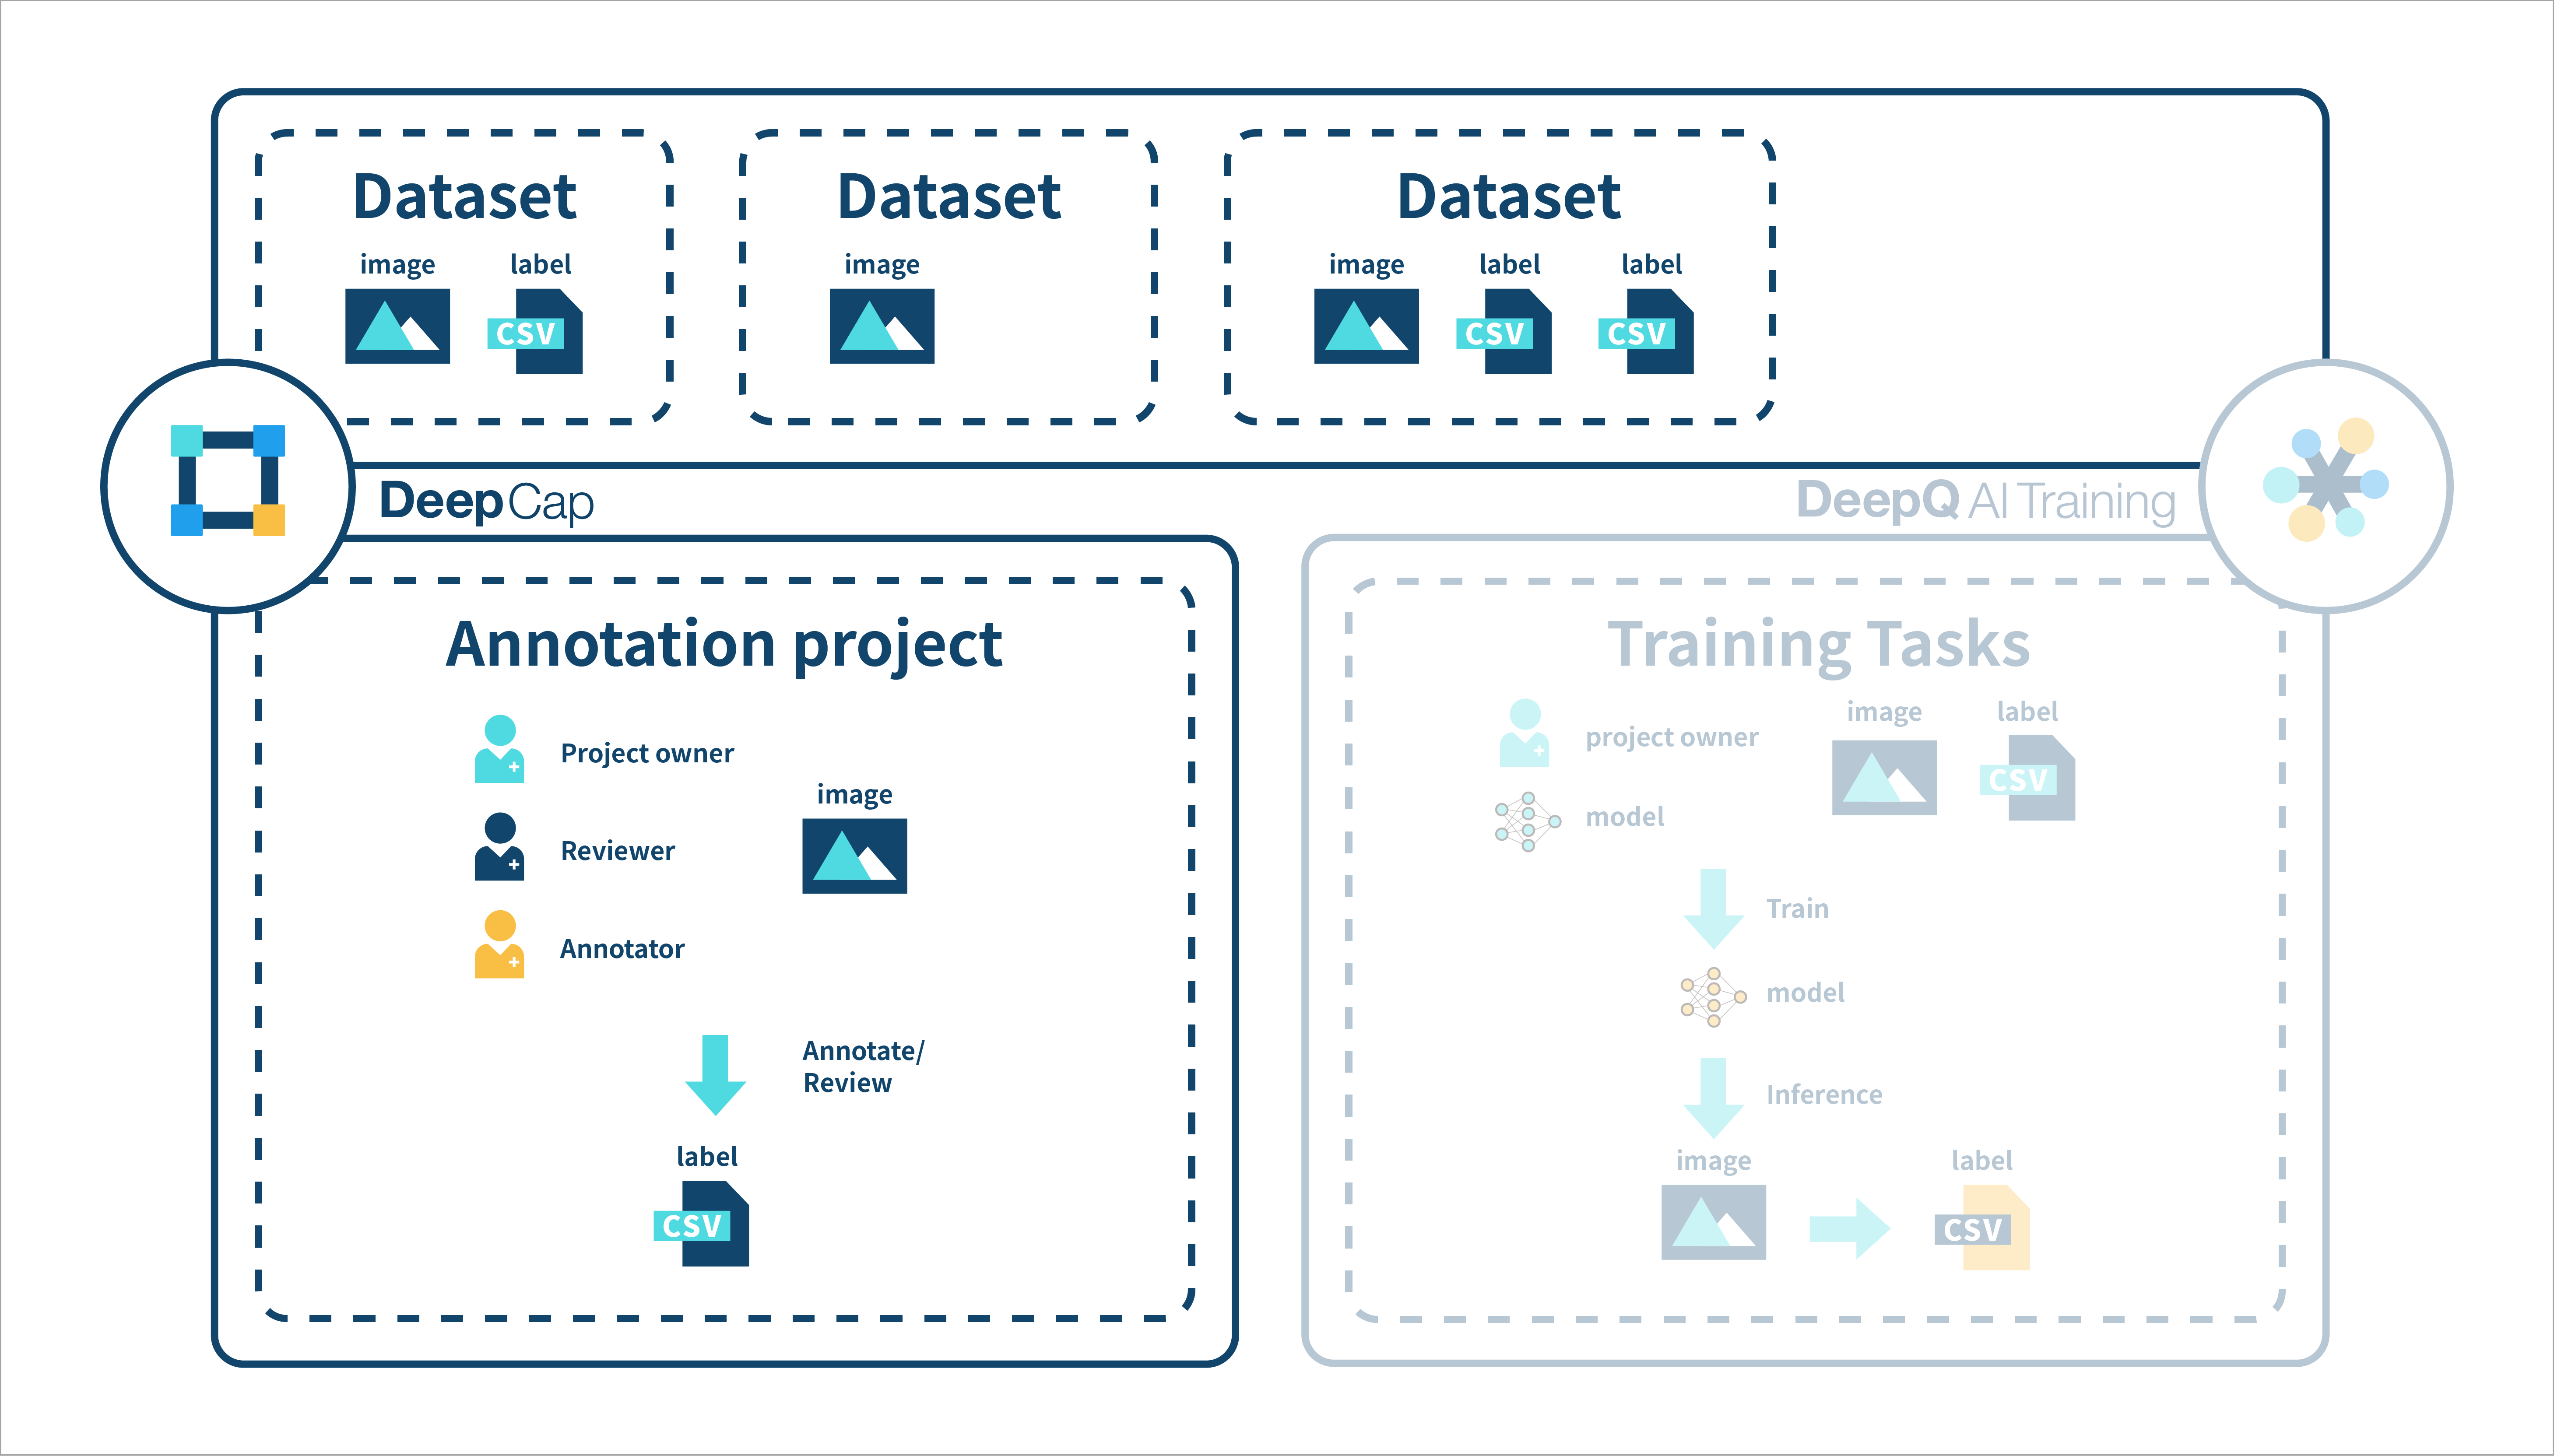 Dataset
image label
CSV
Dataset
image
Dataset
image label label
CSV CSV
DeepCap
DeepQ AI Training
Annotation project
Project owner
Reviewer
Annotator
image
Annotate/
Review
label
CSV
Training Tasks
project owner
model
image label
CSV
Train
model
Inference
image label
CSV